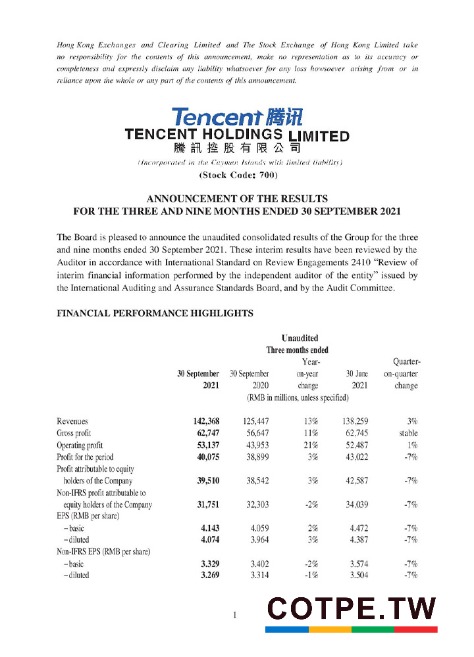 Hong Kong Exchanges and Clearing Limited and The Stock Exchange of Hong Kong Limited take
no responsibility for the contents of this announcement, make no representation as to its accuracy or
completeness and expressly disclaim any liability whatsoever for any loss howsoever arising from or in
reliance upon the whole or any part of the contents of this announcement.
Tencent 腾讯
TENCENT HOLDINGS LIMITED
騰訊控股有限公司
(Incorporated in the Cayman Islands with limited liability)
(Stock Code: 700)
ANNOUNCEMENT OF THE RESULTS
FOR THE THREE AND NINE MONTHS ENDED 30 SEPTEMBER 2021
The Board is pleased to announce the unaudited consolidated results of the Group for the three
and nine months ended 30 September 2021. These interim results have been reviewed by the
Auditor in accordance with International Standard on Review Engagements 2410 “Review of
interim financial information performed by the independent auditor of the entity” issued by
the International Auditing and Assurance Standards Board, and by the Audit Committee.
FINANCIAL PERFORMANCE HIGHLIGHTS
Unaudited
Three months ended
Year- Quarter-
30 September 30 September on-year 30 June on-quarter
2021 2020 change 2021 change
(RMB in millions, unless specified)
Revenues 142,368 125,447 13% 138,259 3%
Gross profit 62,747 56,647 11% 62,745 stable
Operating profit 53,137 43,953 21% 52,487 1%
Profit for the period 40,075 38,899 3% 43,022 -7%
Profit attributable to equity
holders of the Company 39,510 38,542 3% 42,587 -7%
Non-IFRS profit attributable to
equity holders of the Company 31,751 32,303 -2% 34,039 -7%
EPS (RMB per share)
– basic 4.143 4.059 2% 4.472 -7%
– diluted 4.074 3.964 3% 4.387 -7%
Non-IFRS EPS (RMB per share)
– basic 3.329 3.402 -2% 3.574 -7%
– diluted 3.269 3.314 -1% 3.504 -7%
1
COTPE.TW